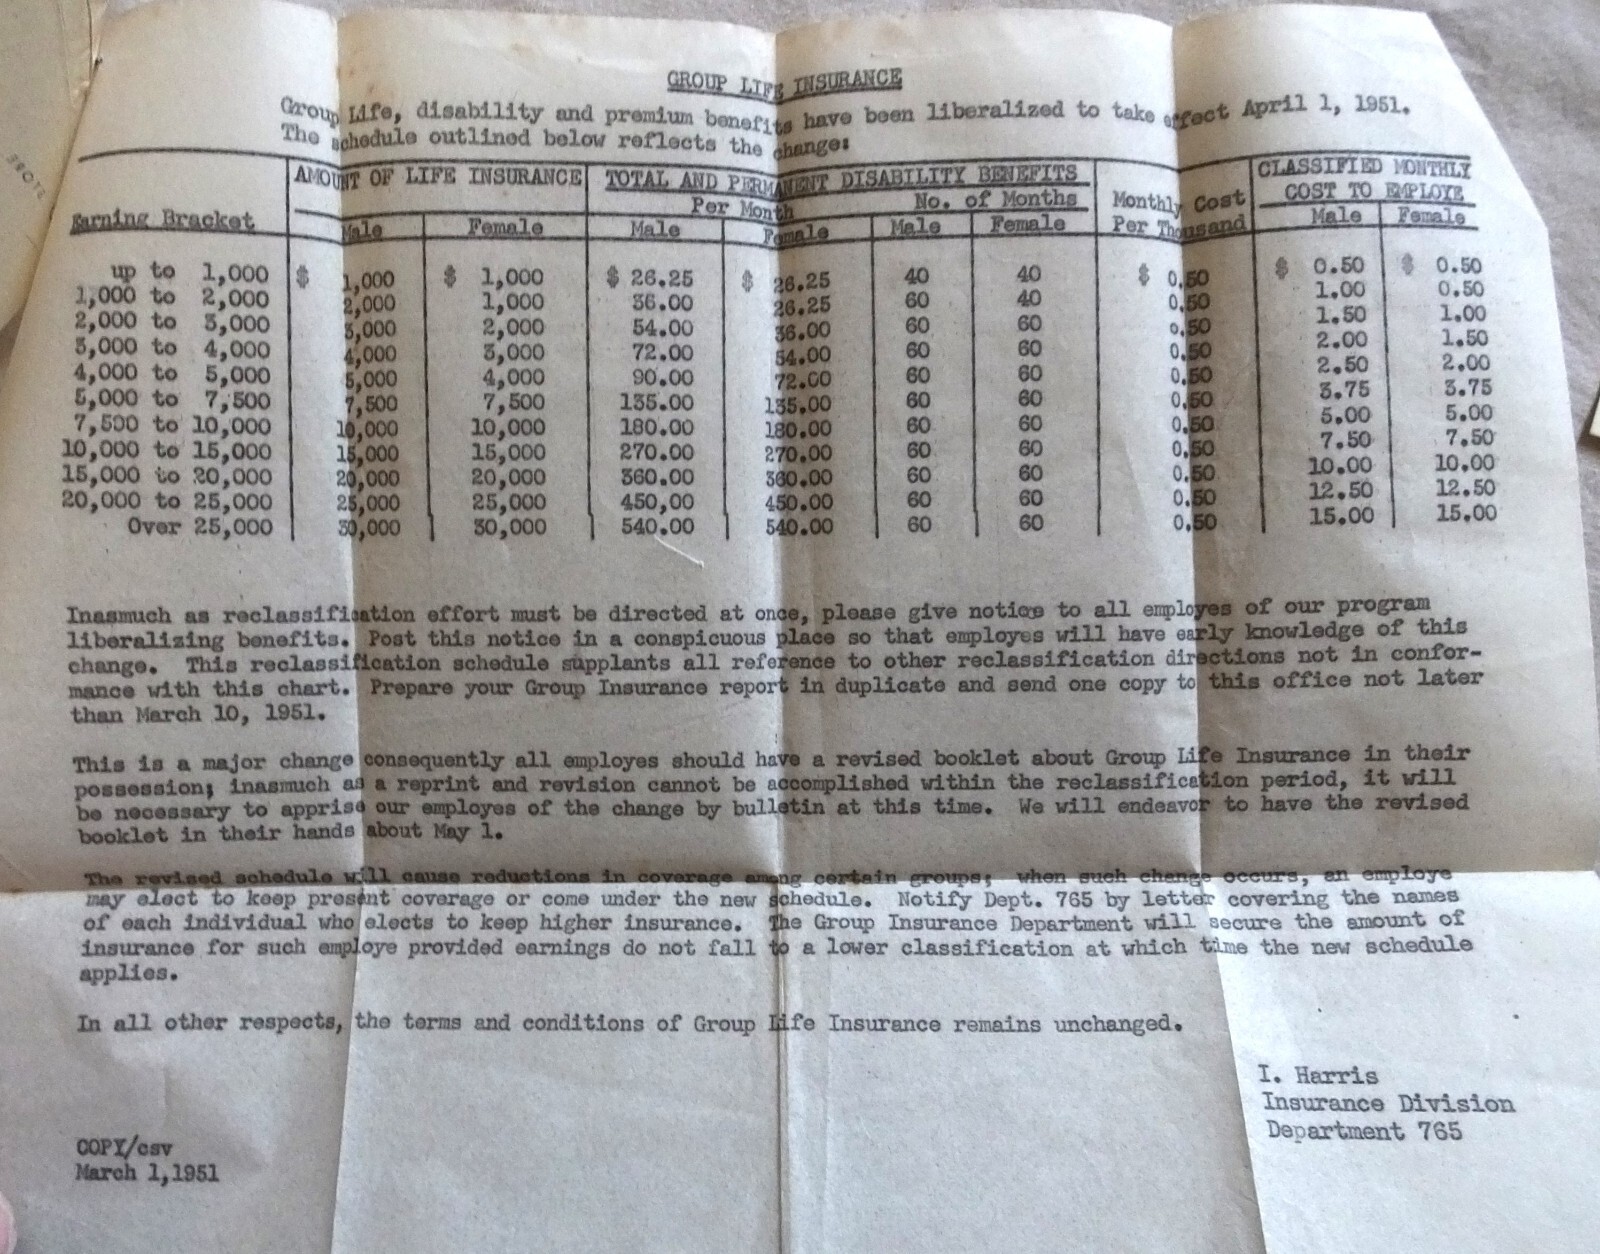 GROUP LIFE INSURANCE
Group Life, disability and premium benefits have been liberalized to take effect April 1, 1951.
The schedule outlined below reflects the change:
AMOUNT OF LIFE INSURANCE TOTAL AND PERMANENT DISABILITY BENEFITS CLASSIFIED MONTHLY
Per Month No. of Months Monthly Cost COST TO EMPLOYE
Earning Bracket Male Female Male Female Male Female Per Thousand Male Female
up to 1,000 $ 1,000 $ 1,000 $ 26.25 $ 26.25 40 40 $ 0.50 $ 0.50 $ 0.50
1,000 to 2,000 2,000 1,000 36.00 26.25 60 40 0.50 1.00 0.50
2,000 to 3,000 3,000 2,000 54.00 36.00 60 60 0.50 1.50 1.00
3,000 to 4,000 4,000 3,000 72.00 54.00 60 60 0.50 2.00 1.50
4,000 to 5,000 5,000 4,000 90.00 72.00 60 60 0.50 2.50 2.00
5,000 to 7,500 7,500 7,500 135.00 135.00 60 60 0.50 3.75 3.75
7,500 to 10,000 10,000 10,000 180.00 180.00 60 60 0.50 5.00 5.00
10,000 to 15,000 15,000 15,000 270.00 270.00 60 60 0.50 7.50 7.50
15,000 to 20,000 20,000 20,000 360.00 360.00 60 60 0.50 10.00 10.00
20,000 to 25,000 25,000 25,000 450,00 450.00 60 60 0.50 12.50 12.50
Over 25,000 30,000 30,000 540.00 540.00 60 60 0.50 15.00 15.00
Inasmuch as reclassification effort must be directed at once, please give notice to all employes of our program
liberalizing benefits. Post this notice in a conspicuous place so that employes will have early knowledge of this
change. This reclassification schedule supplants all reference to other reclassification directions not in confor-
mance with this chart. Prepare your Group Insurance report in duplicate and send one copy to this office not later
than March 10, 1951.
This is a major change consequently all employes should have a revised booklet about Group Life Insurance in their
possession; inasmuch as a reprint and revision cannot be accomplished within the reclassification period, it will
be necessary to apprise our employes of the change by bulletin at this time. We will endeavor to have the revised
booklet in their hands about May 1.
The revised schedule will cause reductions in coverage among certain groups; when such change occurs, an employe
may elect to keep present coverage or come under the new schedule. Notify Dept. 765 by letter covering the names
of each individual who elects to keep higher insurance. The Group Insurance Department will secure the amount of
insurance for such employe provided earnings do not fall to a lower classification at which time the new schedule
applies.
In all other respects, the terms and conditions of Group Life Insurance remains unchanged.
I. Harris
Insurance Division
Department 765
COPY/csv
March 1,1951